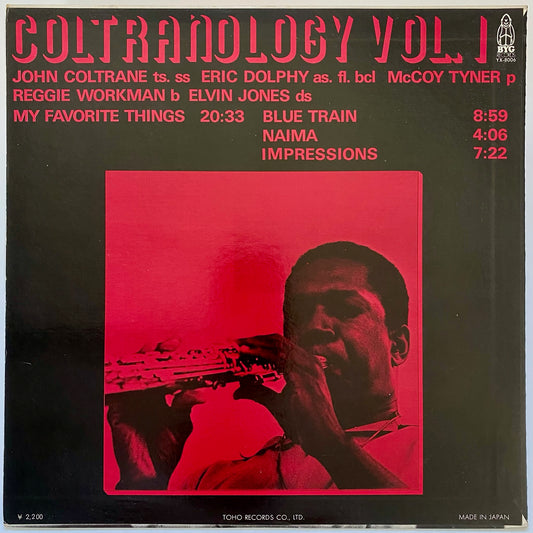 COLTRANOLOGY VOL. I
BYG
RECORDS
YX-8006
JOHN COLTRANE ts. ss ERIC DOLPHY as. fl. bcl McCOY TYNER p
REGGIE WORKMAN b ELVIN JONES ds
MY FAVORITE THINGS 20:33 BLUE TRAIN 8:59
NAIMA 4:06
IMPRESSIONS 7:22
¥ 2,200 TOHO RECORDS CO., LTD. MADE IN JAPAN